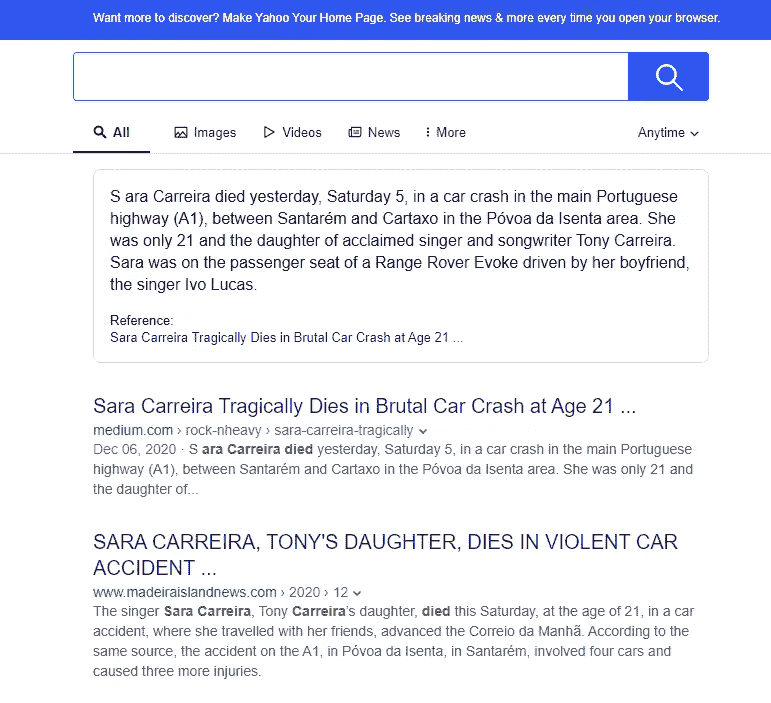 Want more to discover? Make Yahoo Your Home Page. See breaking news & more every time you open your browser.
All Images Videos News More Anytime
S ara Carreira died yesterday, Saturday 5, in a car crash in the main Portuguese
highway (A1), between Santarém and Cartaxo in the Póvoa da Isenta area. She
was only 21 and the daughter of acclaimed singer and songwriter Tony Carreira.
Sara was on the passenger seat of a Range Rover Evoke driven by her boyfriend,
the singer Ivo Lucas.
Reference:
Sara Carreira Tragically Dies in Brutal Car Crash at Age 21 ...
Sara Carreira Tragically Dies in Brutal Car Crash at Age 21 ...
medium.com › rock-nheavy › sara-carreira-tragically
Dec 06, 2020 · S ara Carreira died yesterday, Saturday 5, in a car crash in the main Portuguese
highway (A1), between Santarém and Cartaxo in the Póvoa da Isenta area. She was only 21 and
the daughter of...
SARA CARREIRA, TONY'S DAUGHTER, DIES IN VIOLENT CAR
ACCIDENT ...
www.madeiraislandnews.com › 2020 › 12
The singer Sara Carreira, Tony Carreira's daughter, died this Saturday, at the age of 21, in a car
accident, where she travelled with her friends, advanced the Correio da Manhã. According to the
same source, the accident on the A1, in Póvoa da Isenta, in Santarém, involved four cars and
caused three more injuries.